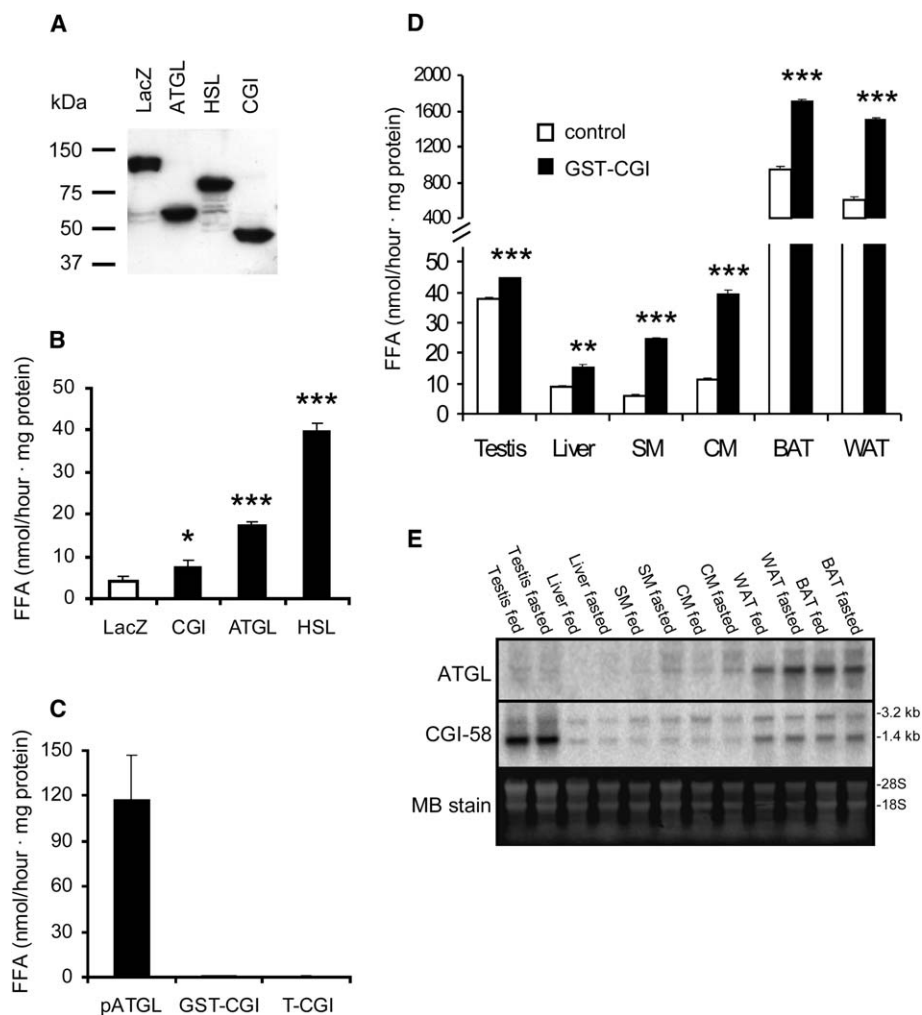 A
kDa
LacZ
ATGL
HSL
CGI
150
75
50
37
B
FFA (nmol/hour · mg protein)
50
40
30
20
10
0
*
***
***
LacZ CGI ATGL HSL
C
FFA (nmol/hour · mg protein)
150
120
90
60
30
0
pATGL GST-CGI T-CGI
D
FFA (nmol/hour · mg protein)
2000
1600
1200
800
400
50
40
30
20
10
0
control
GST-CGI
***
**
***
***
***
***
Testis Liver SM CM BAT WAT
E
Testis fed
Testis fasted
Liver fed
Liver fasted
SM fed
SM fasted
CM fed
CM fasted
WAT fed
WAT fasted
BAT fed
BAT fasted
ATGL
CGI-58
-3.2 kb
-1.4 kb
MB stain
-28S
-18S